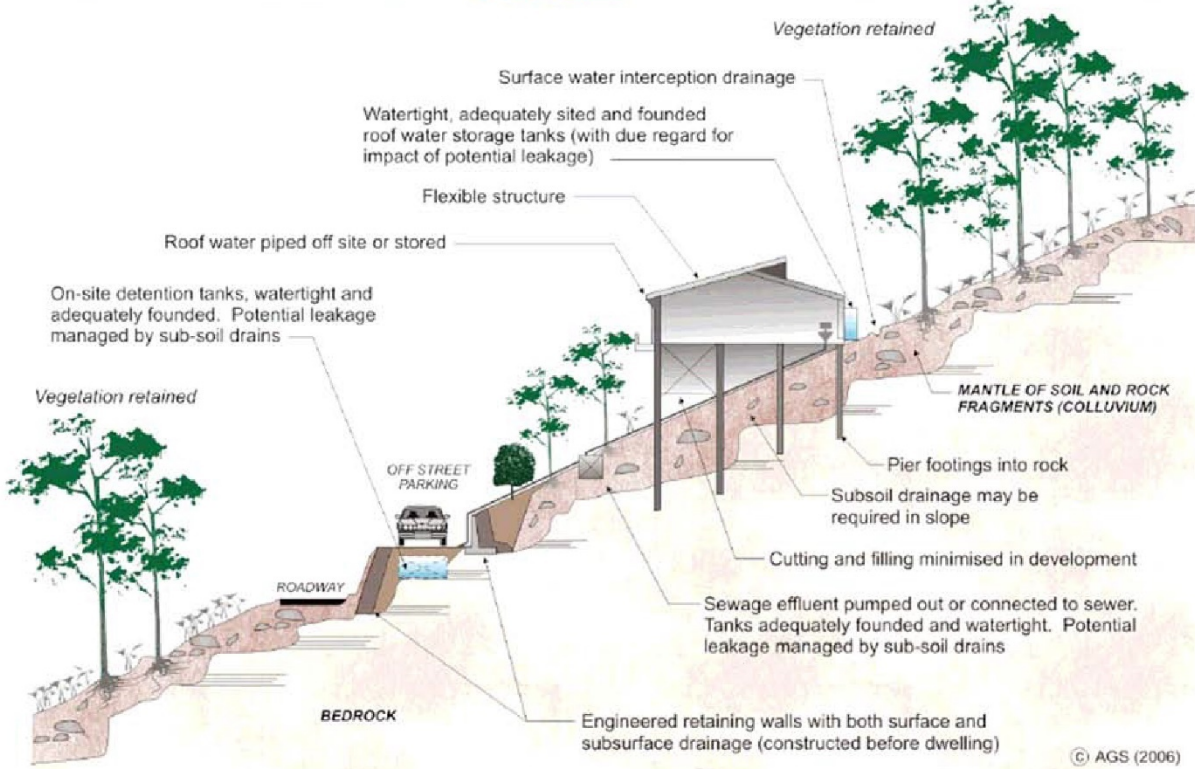 Vegetation retained
Surface water interception drainage
Watertight, adequately sited and founded
roof water storage tanks (with due regard for
impact of potential leakage)
Flexible structure
Roof water piped off site or stored
On-site detention tanks, watertight and
adequately founded. Potential leakage
managed by sub-soil drains
Vegetation retained
MANTLE OF SOIL AND ROCK
FRAGMENTS (COLLUVIUM)
OFF STREET
PARKING
Pier footings into rock
Subsoil drainage may be
required in slope
Cutting and filling minimised in development
ROADWAY
Sewage effluent pumped out or connected to sewer.
Tanks adequately founded and watertight. Potential
leakage managed by sub-soil drains
BEDROCK
Engineered retaining walls with both surface and
subsurface drainage (constructed before dwelling)
© AGS (2006)